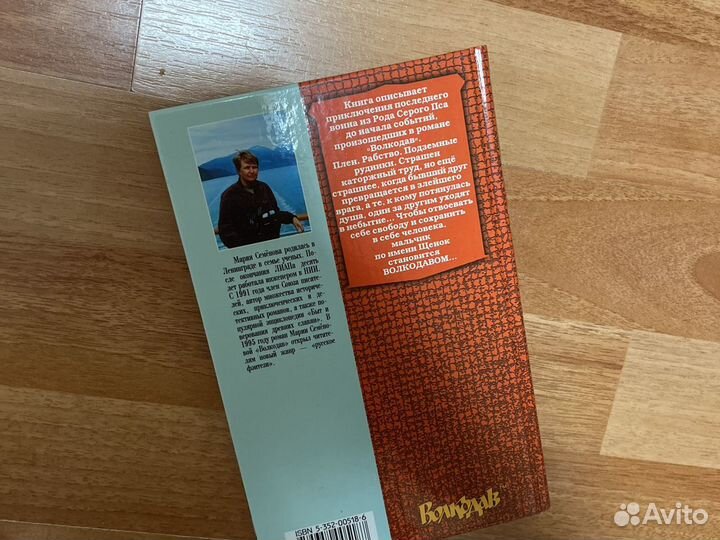 Мария Семёнова родилась в
Ленинграде в семье ученых. По-
сле окончания ЛИАПа десять
лет работала инженером в НИИ.
С 1991 года член Союза писате-
лей, автор множества историче-
ских, приключенческих и де-
тективных романов, а также по-
пулярной энциклопедии «Быт и
верования древних славян». В
1995 году роман Марии Семёно-
вой «Волкодав» открыл читате-
лям новый жанр — «русское
фэнтези».
Книга описывает
приключения последнего
воина из Рода Серого Пса
до начала событий,
произошедших в романе
«Волкодав».
Плен. Рабство. Подземные
рудники. Страшен
каторжный труд, но ещё
страшнее, когда бывший друг
превращается в злейшего
врага, а те, к кому потянулась
душа, один за другим уходят
в небытие... Чтобы отвоевать
себе свободу и сохранить
в себе человека,
мальчик
по имени Щенок
становится
ВОЛКОДАВОМ...
Волкодав
ISBN 5-352-00518-6
Avito